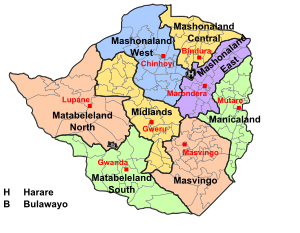 Mashonaland
Central
Bindura
Mashonaland
West
Chinhoyi
Mashonaland
East
H
Marondera
Lupane
Matabeleland
North
Midlands
Gweru
Mutare
Manicaland
B
Gwanda
Matabeleland
South
Masvingo
Masvingo
H Harare
B Bulawayo